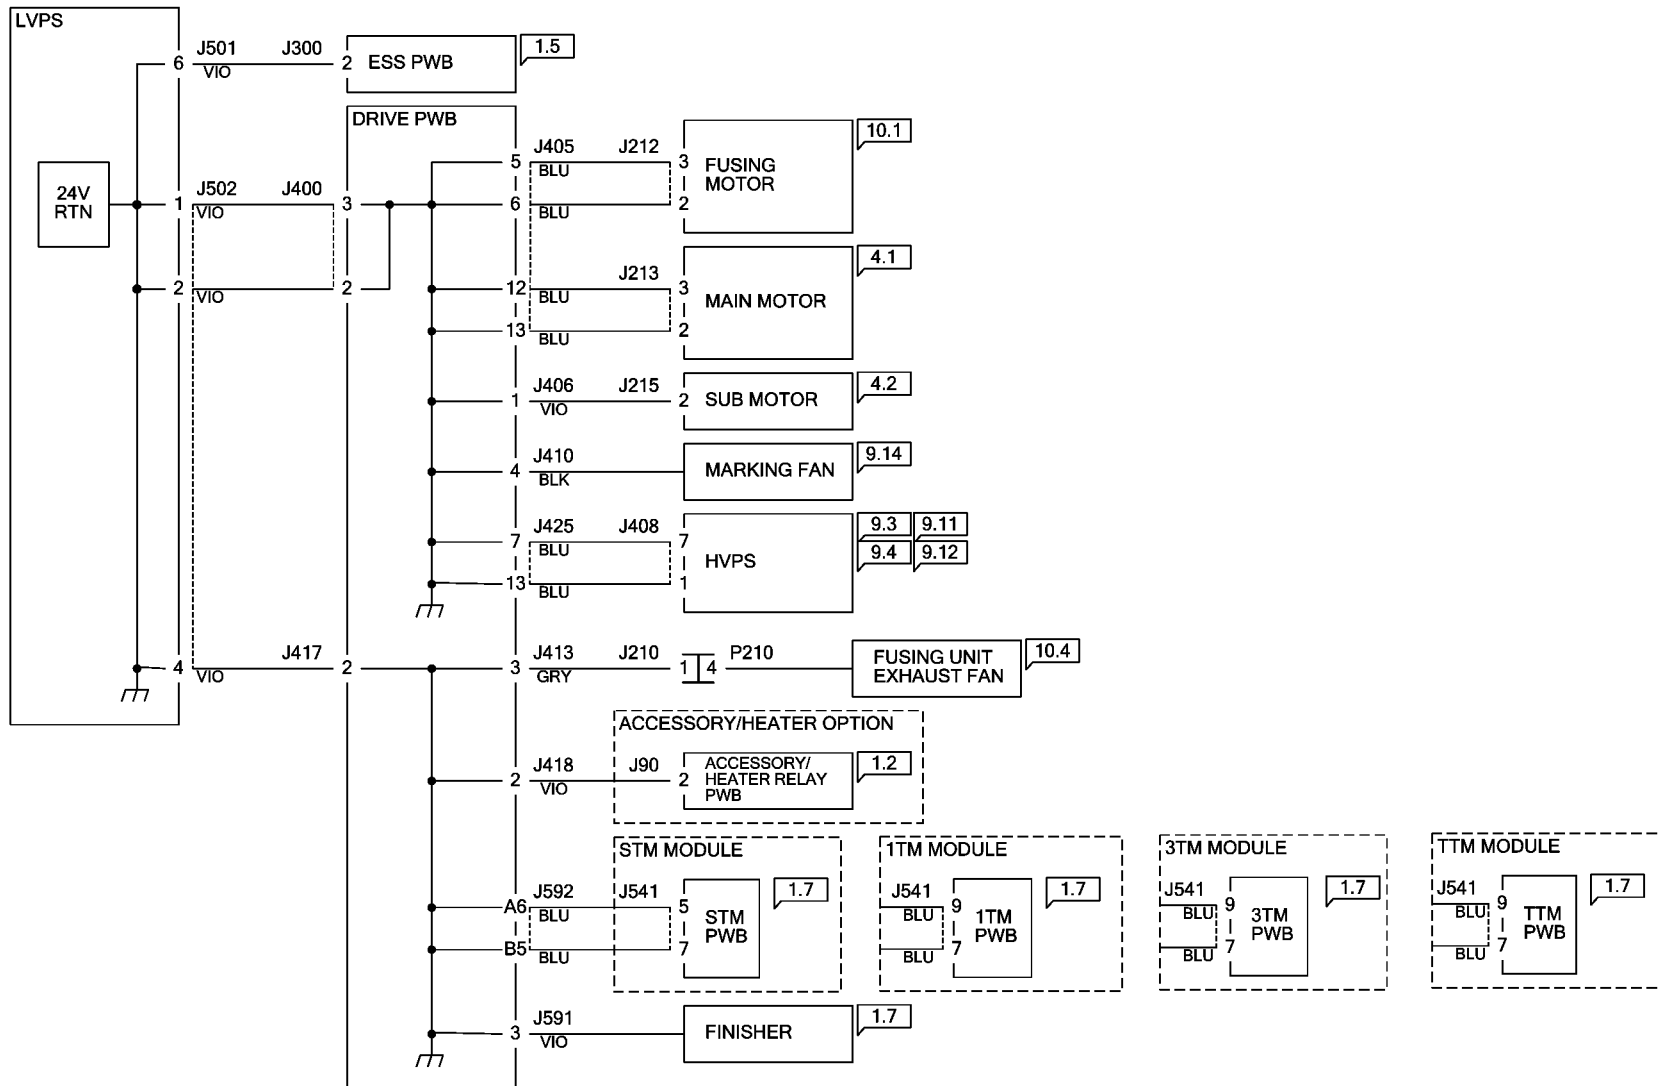 LVPS
6
J501
VIO
J300
2
ESS PWB
1.5
DRIVE PWB
24V
RTN
1
J502
VIO
J400
3
2
VIO
2
5
J405
BLU
J212
3
FUSING
MOTOR
10.1
6
BLU
2
12
BLU
J213
3
MAIN MOTOR
4.1
13
BLU
2
1
J406
VIO
J215
2
SUB MOTOR
4.2
4
J410
BLK
MARKING FAN
9.14
7
J425
BLU
J408
7
HVPS
9.3
9.11
9.4
9.12
13
BLU
1
4
VIO
J417
2
3
J413
GRY
J210
1
4
P210
FUSING UNIT
EXHAUST FAN
10.4
ACCESSORY/HEATER OPTION
2
J418
VIO
J90
2
ACCESSORY/
HEATER RELAY
PWB
1.2
STM MODULE
A6
J592
BLU
J541
5
STM
PWB
1.7
B5
BLU
7
1TM MODULE
J541
BLU
9
1TM
PWB
1.7
BLU
7
3TM MODULE
J541
BLU
9
3TM
PWB
1.7
BLU
7
TTM MODULE
J541
BLU
9
TTM
PWB
1.7
BLU
7
3
J591
VIO
FINISHER
1.7